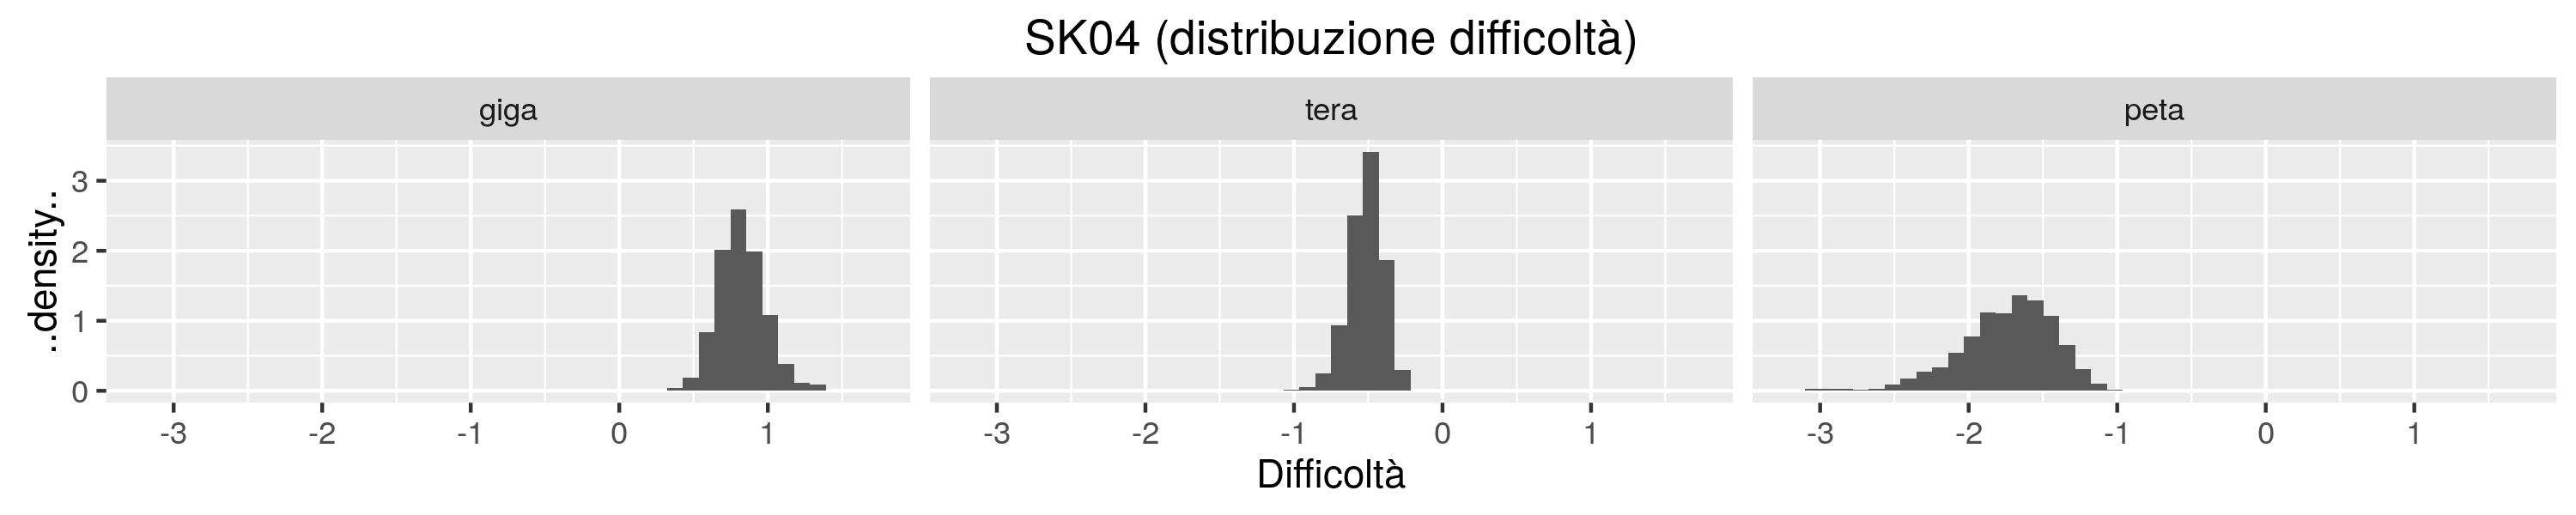 SK04 (distribuzione difficoltà)
giga tera peta
..density..
3
2
1
0
-3 -2 -1 0 1 -3 -2 -1 0 1 -3 -2 -1 0 1
Difficoltà